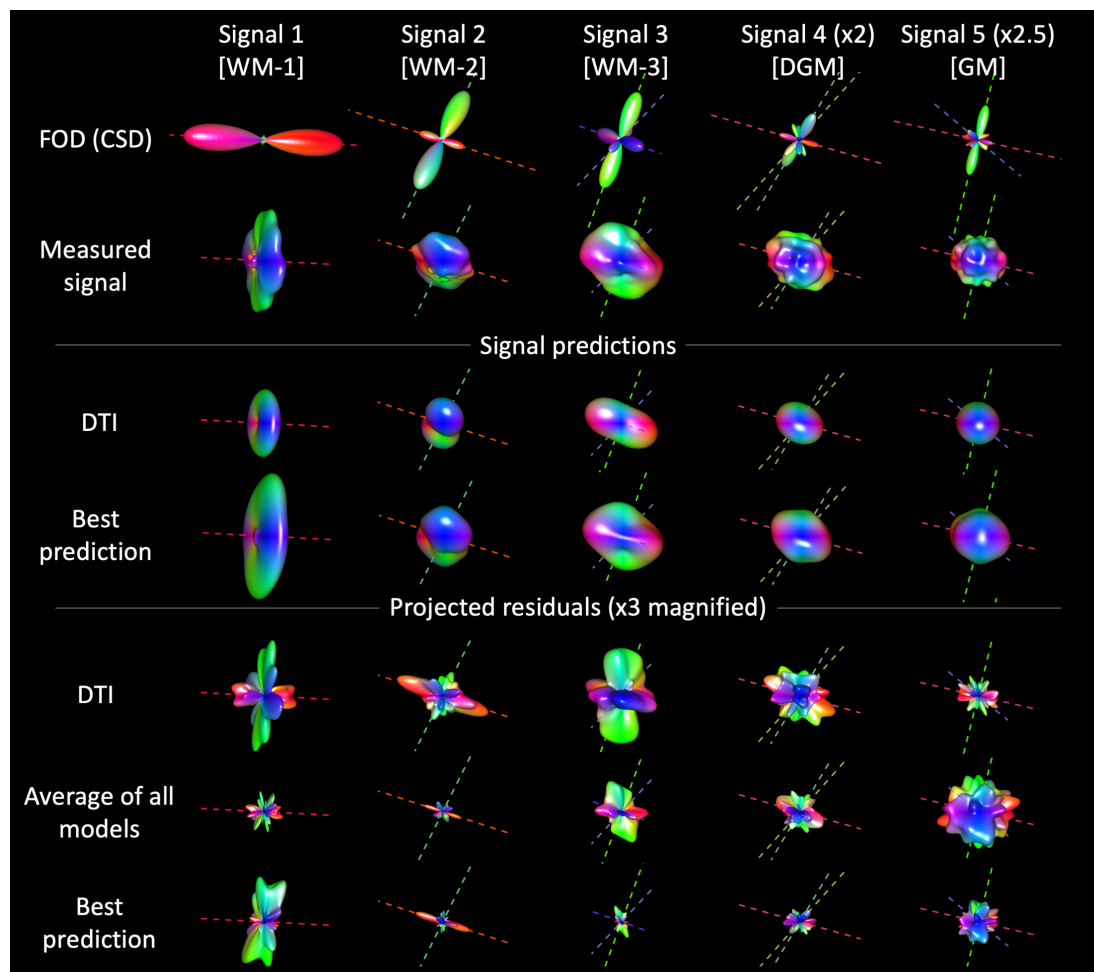 Signal 1
[WM-1]
Signal 2
[WM-2]
Signal 3
[WM-3]
Signal 4 (x2)
[DGM]
Signal 5 (x2.5)
[GM]
FOD (CSD)
Measured
signal
Signal predictions
DTI
Best
prediction
Projected residuals (x3 magnified)
DTI
Average of all
models
Best
prediction